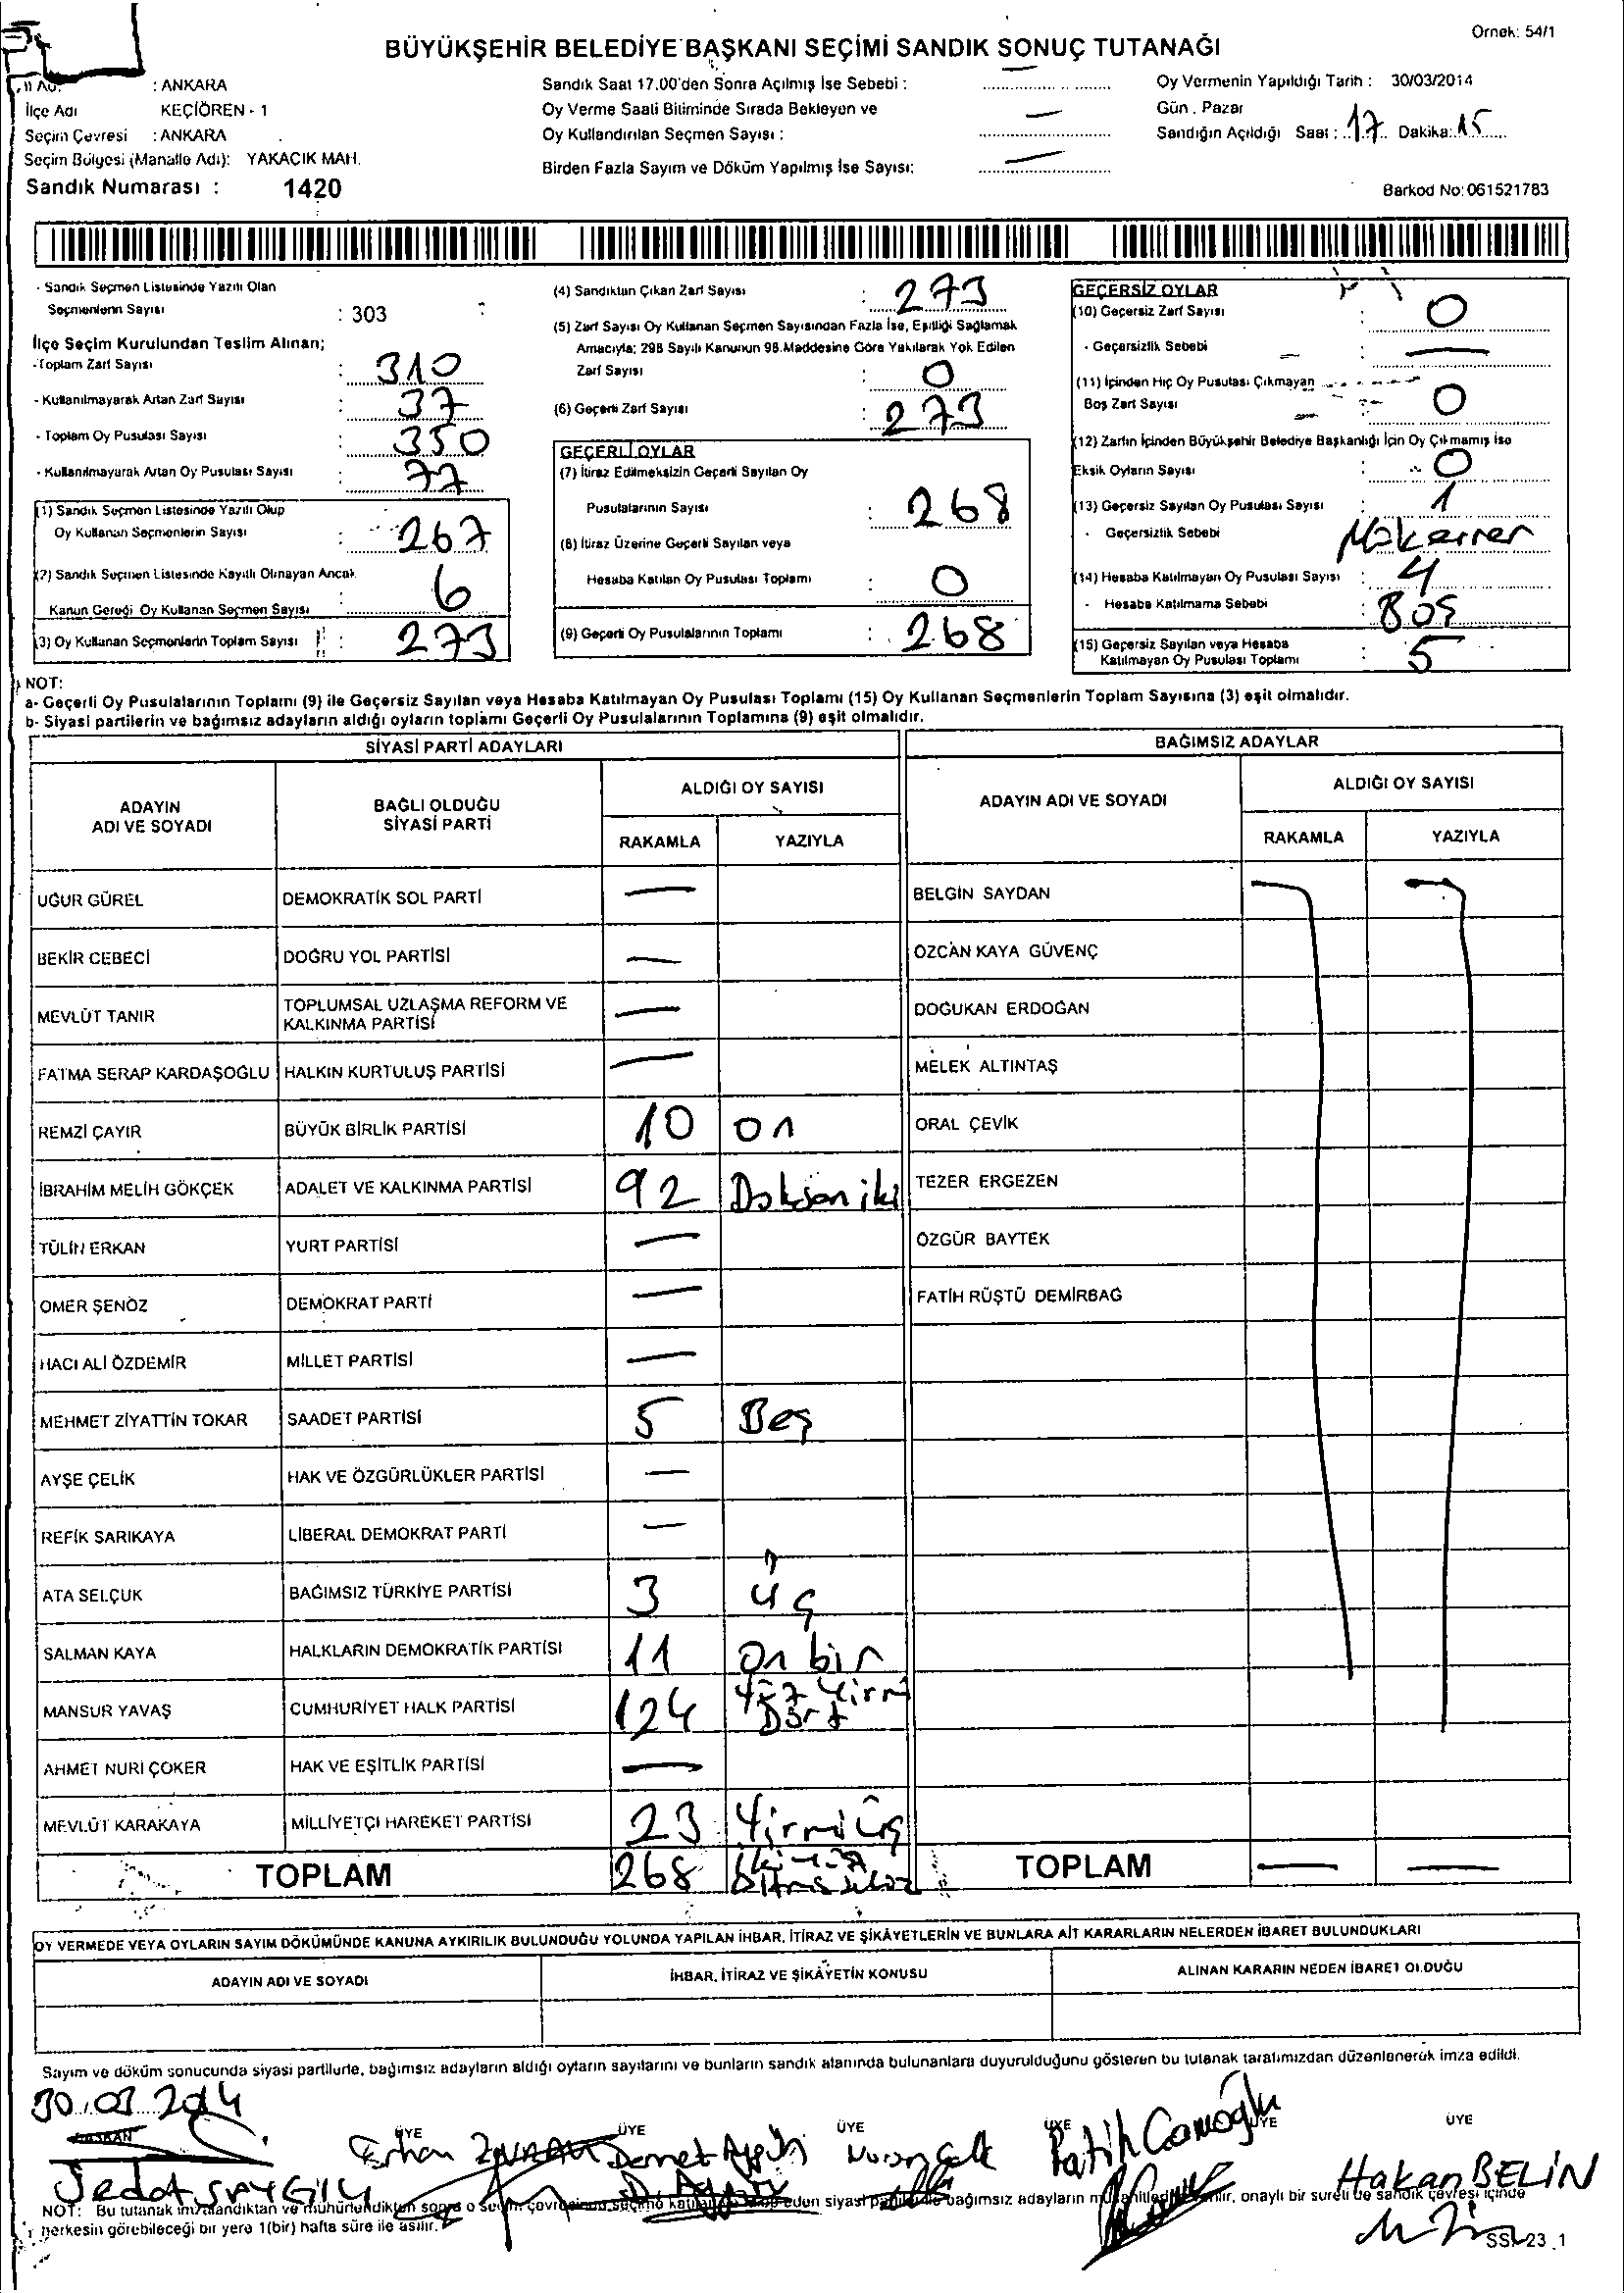 Örnek: 54/1
BÜYÜKŞEHİR BELEDİYE BAŞKANI SEÇİMİ SANDIK SONUÇ TUTANAĞI
İl Adı : ANKARA
İlçe Adı KEÇİÖREN - 1
Seçim Çevresi : ANKARA
Seçim Bölgesi (Mahalle Adı): YAKACIK MAH.
Sandık Numarası : 1420
Sandık Saat 17.00'den Sonra Açılmış İse Sebebi :
Oy Verme Saati Bitiminde Sırada Bekleyen ve
Oy Kullandırılan Seçmen Sayısı : —
Birden Fazla Sayım ve Döküm Yapılmış İse Sayısı: —
Oy Vermenin Yapıldığı Tarih : 30/03/2014
Gün . Pazar
Sandığın Açıldığı Saat : 17 Dakika: 15
Barkod No: 061521783
- Sandık Seçmen Listesinde Yazılı Olan
Seçmenlerin Sayısı : 303
İlçe Seçim Kurulundan Teslim Alınan;
- Toplam Zarf Sayısı : 310
- Kullanılmayarak Artan Zarf Sayısı : 37
- Toplam Oy Pusulası Sayısı : 350
- Kullanılmayarak Artan Oy Pusulası Sayısı : 77
(1) Sandık Seçmen Listesinde Yazılı Olup
Oy Kullanan Seçmenlerin Sayısı : 267
(2) Sandık Seçmen Listesinde Kayıtlı Olmayan Ancak
Kanun Gereği Oy Kullanan Seçmen Sayısı : 6
(3) Oy Kullanan Seçmenlerin Toplam Sayısı : 273
(4) Sandıktan Çıkan Zarf Sayısı : 273
(5) Zarf Sayısı Oy Kullanan Seçmen Sayısından Fazla İse, Eşitliği Sağlamak
Amacıyla; 298 Sayılı Kanunun 98.Maddesine Göre Yakılarak Yok Edilen
Zarf Sayısı : 0
(6) Geçerli Zarf Sayısı : 273
GEÇERLİ OYLAR
(7) İtiraz Edilmeksizin Geçerli Sayılan Oy
Pusulalarının Sayısı : 268
(8) İtiraz Üzerine Geçerli Sayılan veya
Hesaba Katılan Oy Pusulası Toplamı : 0
(9) Geçerli Oy Pusulalarının Toplamı : 268
GEÇERSİZ OYLAR
(10) Geçersiz Zarf Sayısı : 0
- Geçersizlik Sebebi : —
(11) İçinden Hiç Oy Pusulası Çıkmayan
Boş Zarf Sayısı : 0
(12) Zarfın İçinden Büyükşehir Belediye Başkanlığı İçin Oy Çıkmamış İse
Eksik Oyların Sayısı : 0
(13) Geçersiz Sayılan Oy Pusulası Sayısı : 1
- Geçersizlik Sebebi : Mükerrer
(14) Hesaba Katılmayan Oy Pusulası Sayısı : 4
- Hesaba Katılmama Sebebi : Boş
(15) Geçersiz Sayılan veya Hesaba
Katılmayan Oy Pusulası Toplamı : 5
NOT:
a- Geçerli Oy Pusulalarının Toplamı (9) ile Geçersiz Sayılan veya Hesaba Katılmayan Oy Pusulası Toplamı (15) Oy Kullanan Seçmenlerin Toplam Sayısına (3) eşit olmalıdır.
b- Siyasi partilerin ve bağımsız adayların aldığı oyların toplamı Geçerli Oy Pusulalarının Toplamına (9) eşit olmalıdır.
SİYASİ PARTİ ADAYLARI
ADAYIN ADI VE SOYADI BAĞLI OLDUĞU SİYASİ PARTİ ALDIĞI OY SAYISI
RAKAMLA YAZIYLA
UĞUR GÜREL DEMOKRATİK SOL PARTİ —
BEKİR CEBECİ DOĞRU YOL PARTİSİ —
MEVLÜT TANIR TOPLUMSAL UZLAŞMA REFORM VE KALKINMA PARTİSİ —
FATMA SERAP KARDAŞOĞLU HALKIN KURTULUŞ PARTİSİ —
REMZİ ÇAYIR BÜYÜK BİRLİK PARTİSİ 10 on
İBRAHİM MELİH GÖKÇEK ADALET VE KALKINMA PARTİSİ 92 Doksan iki
TÜLİN ERKAN YURT PARTİSİ —
ÖMER ŞENÖZ DEMOKRAT PARTİ —
HACI ALİ ÖZDEMİR MİLLET PARTİSİ —
MEHMET ZİYATTİN TOKAR SAADET PARTİSİ 5 Beş
AYŞE ÇELİK HAK VE ÖZGÜRLÜKLER PARTİSİ —
REFİK SARIKAYA LİBERAL DEMOKRAT PARTİ —
ATA SELÇUK BAĞIMSIZ TÜRKİYE PARTİSİ 3 üç
SALMAN KAYA HALKLARIN DEMOKRATİK PARTİSİ 11 On bir
MANSUR YAVAŞ CUMHURİYET HALK PARTİSİ 124 Yüz Yirmi Dört
AHMET NURİ ÇOKER HAK VE EŞİTLİK PARTİSİ —
MEVLÜT KARAKAYA MİLLİYETÇİ HAREKET PARTİSİ 23 Yirmi üç
TOPLAM 268 İki yüz
BAĞIMSIZ ADAYLAR
ADAYIN ADI VE SOYADI ALDIĞI OY SAYISI
RAKAMLA YAZIYLA
BELGİN SAYDAN
ÖZCAN KAYA GÜVENÇ
DOĞUKAN ERDOĞAN
MELEK ALTINTAŞ
ORAL ÇEVİK
TEZER ERGEZEN
ÖZGÜR BAYTEK
FATİH RÜŞTÜ DEMİRBAĞ
TOPLAM — —
OY VERMEDE VEYA OYLARIN SAYIM DÖKÜMÜNDE KANUNA AYKIRILIK BULUNDUĞU YOLUNDA YAPILAN İHBAR, İTİRAZ VE ŞİKÂYETLERİN VE BUNLARA AİT KARARLARIN NELERDEN İBARET BULUNDUKLARI
ADAYIN ADI VE SOYADI İHBAR, İTİRAZ VE ŞİKÂYETİN KONUSU ALINAN KARARIN NEDEN İBARET OLDUĞU
Sayım ve döküm sonucunda siyasi partilerle, bağımsız adayların aldığı oyların sayılarını ve bunların sandık alanında bulunanlara duyurulduğunu gösteren bu tutanak tarafımızdan düzenlenerek imza edildi.
30.03.2014
BAŞKAN ÜYE ÜYE ÜYE ÜYE ÜYE ÜYE
Sedat SAYGILI Erhan Demet Aygün Fatih Camoğlu Hakan BELİN
NOT: Bu tutanak imzalandıktan ve mühürlendikten sonra o seçim çevresinde seçime katılan eden siyasi bağımsız adayların onaylı bir sureti de sandık çevresi içinde
herkesin görebileceği bir yere 1(bir) hafta süre ile asılır.
23 1